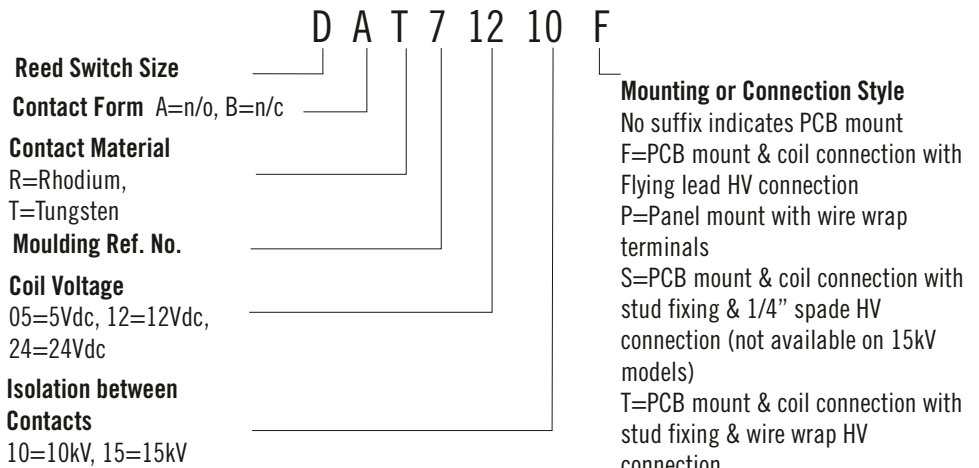 D A T 7 12 10 F
Reed Switch Size
Contact Form A=n/o, B=n/c
Contact Material
R=Rhodium,
T=Tungsten
Moulding Ref. No.
Coil Voltage
05=5Vdc, 12=12Vdc,
24=24Vdc
Isolation between
Contacts
10=10kV, 15=15kV
Mounting or Connection Style
No suffix indicates PCB mount
F=PCB mount & coil connection with
Flying lead HV connection
P=Panel mount with wire wrap
terminals
S=PCB mount & coil connection with
stud fixing & 1/4” spade HV
connection (not available on 15kV
models)
T=PCB mount & coil connection with
stud fixing & wire wrap HV
connection